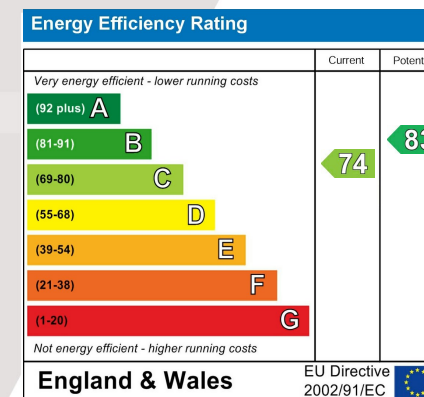 Energy Efficiency Rating
Current Potent
Very energy efficient - lower running costs
(92 plus) A
(81-91) B
83
(69-80) C
74
(55-68) D
(39-54) E
(21-38) F
(1-20) G
Not energy efficient - higher running costs
England & Wales
EU Directive
2002/91/EC